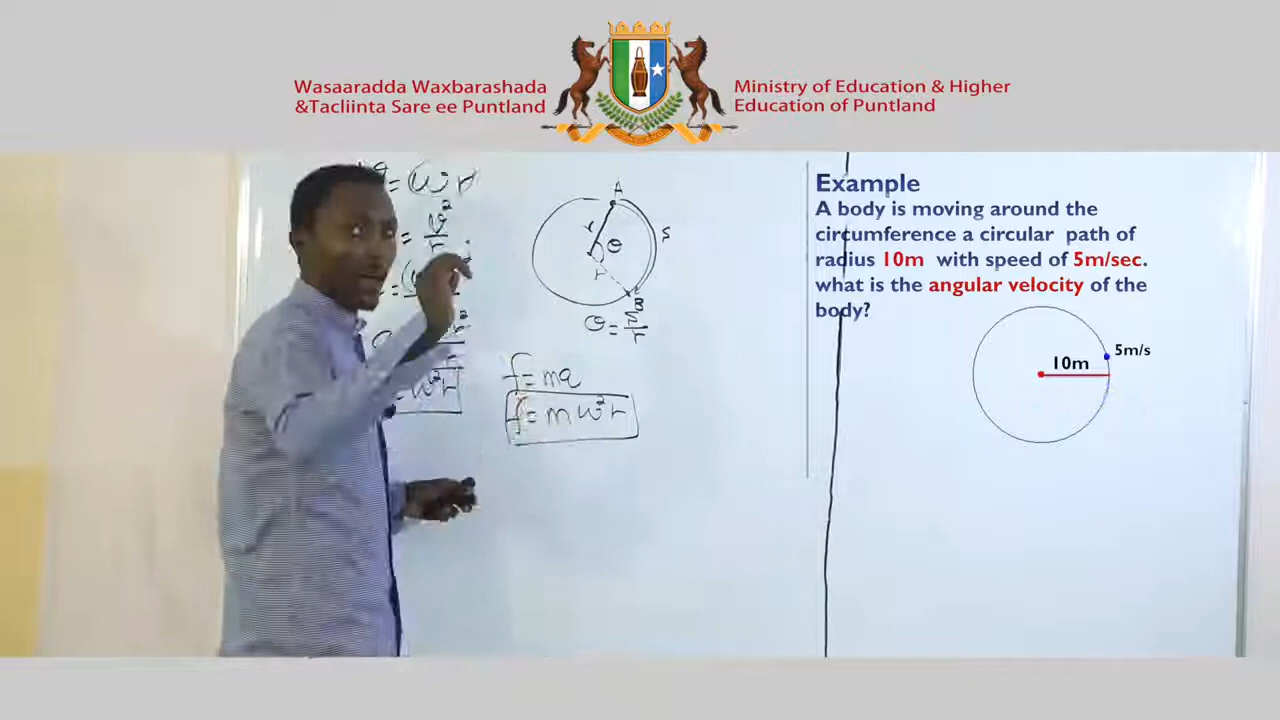 Wasaaradda Waxbarashada
&Tacliinta Sare ee Puntland
Ministry of Education & Higher
Education of Puntland
A
r
θ
s
r
B
θ = s/r
f = ma
f = mω²r
= v²/r
= ω²r
Example
A body is moving around the
circumference a circular path of
radius 10m with speed of 5m/sec.
what is the angular velocity of the
body?
10m
5m/s